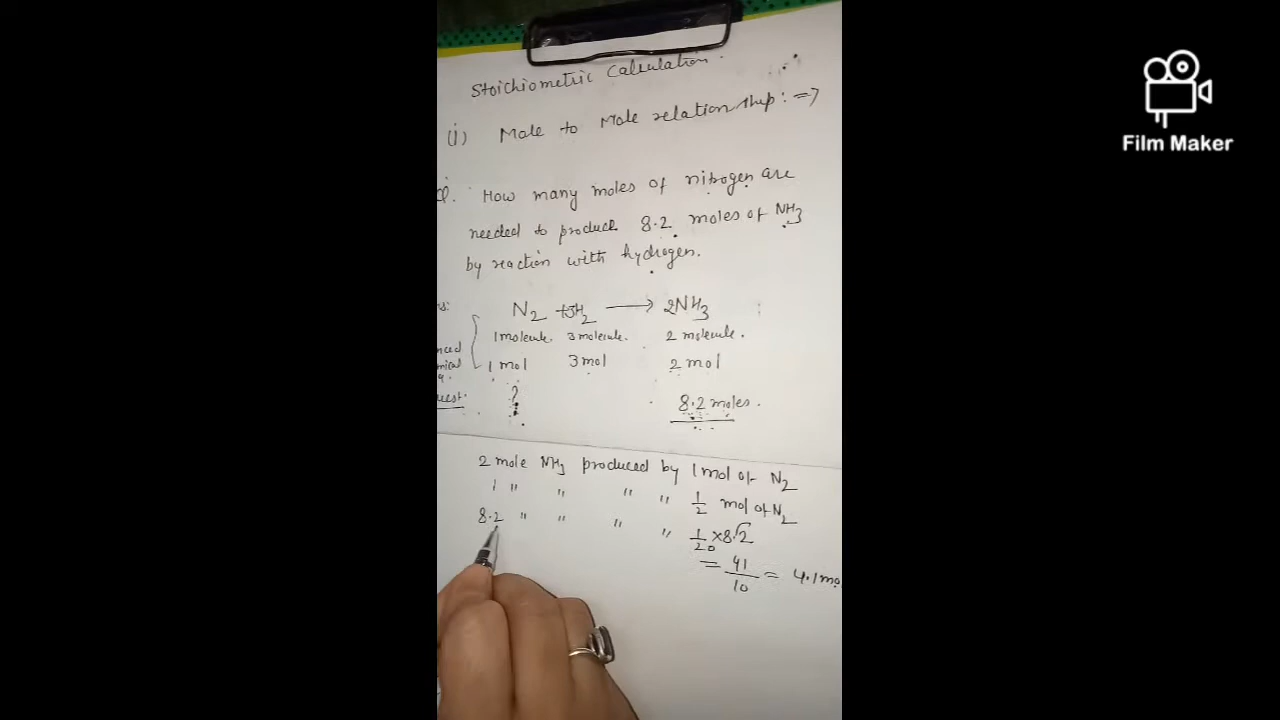 Stoichiometric Calculation.
(i) Mole to Mole relationship: =>
Q. How many moles of nitrogen are
needed to produce 8.2 moles of NH3
by reaction with hydrogen.
N2 +3H2 ⟶ 2NH3
1 molecule. 3 molecule. 2 molecule.
1 mol 3 mol 2 mol
? 8.2 moles.
2 mole NH3 produced by 1 mol of N2
1 " " " " 1/2 mol of N2
8.2 " " " " 1/20 × 82
= 41/10 = 4.1 mo
Film Maker